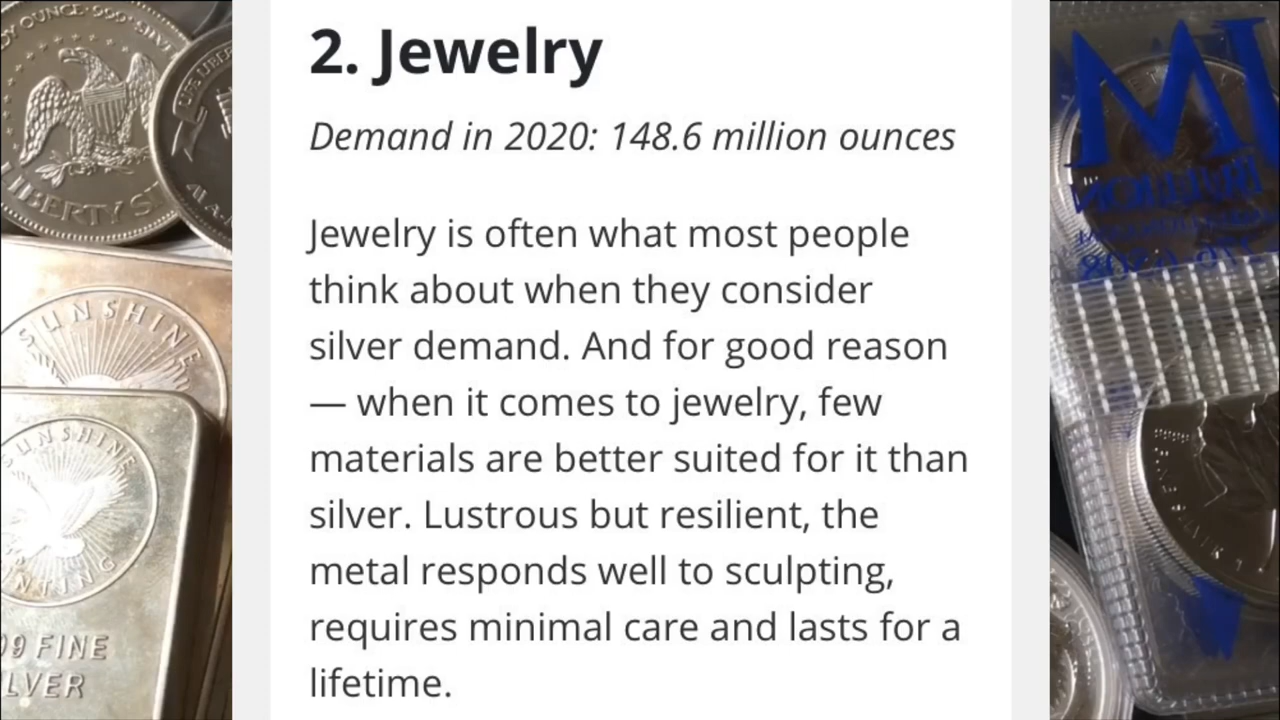 2. Jewelry
Demand in 2020: 148.6 million ounces
Jewelry is often what most people
think about when they consider
silver demand. And for good reason
— when it comes to jewelry, few
materials are better suited for it than
silver. Lustrous but resilient, the
metal responds well to sculpting,
requires minimal care and lasts for a
lifetime.
OUNCE 999
LIBERTY
SUNSHINE
SUNSHINE
FINE